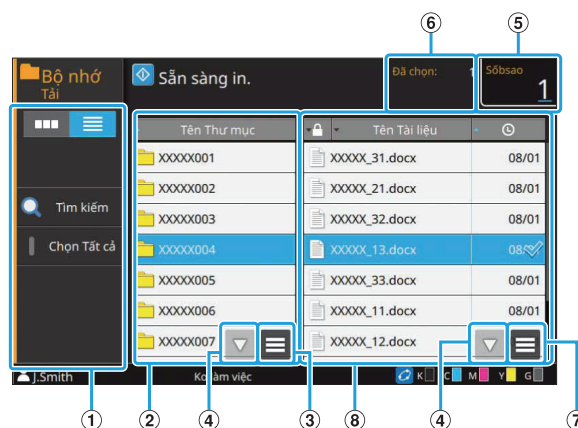 ⑥ ⑤
Bộ nhớ
Tải
Sẵn sàng in.
Đã chọn: 1
Sốbsao
1
Tên Thư mục
Tên Tài liệu
XXXXX001
XXXXX_31.docx 08/01
XXXXX002
XXXXX_21.docx 08/01
Tìm kiếm
XXXXX003
XXXXX_32.docx 08/01
Chọn Tất cả
XXXXX004
XXXXX_13.docx 08/
XXXXX005
XXXXX_33.docx 08/01
XXXXX006
XXXXX_11.docx 08/01
XXXXX007
XXXXX_12.docx
J.Smith
Ko làm việc
K C M Y G
① ② ④ ③ ⑧ ④ ⑦